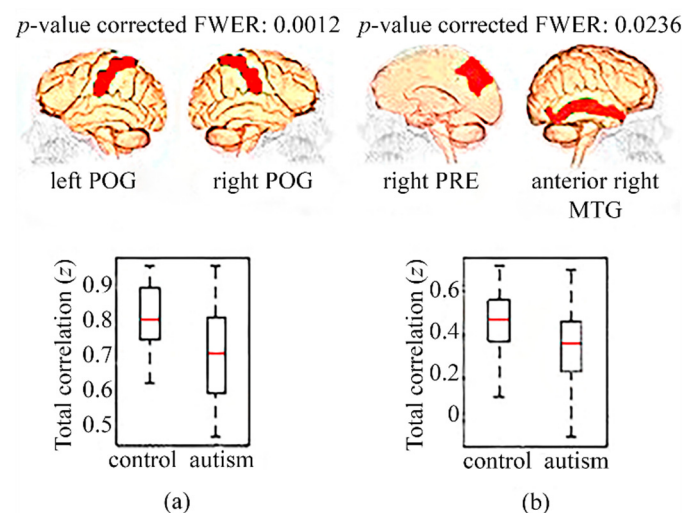 p-value corrected FWER: 0.0012
left POG
right POG
Total correlation (z)
0.9
0.8
0.7
0.6
0.5
control
autism
(a)
p-value corrected FWER: 0.0236
right PRE
anterior right
MTG
Total correlation (z)
0.6
0.4
0.2
0
control
autism
(b)